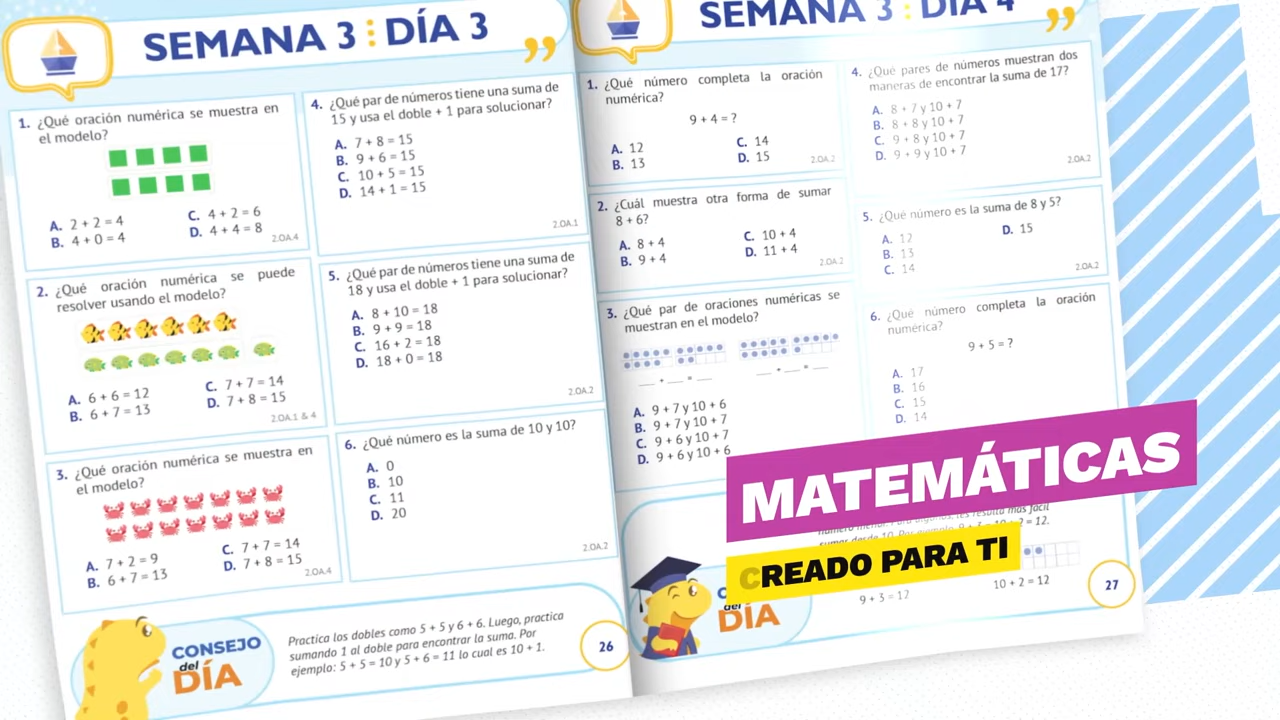 SEMANA 3 DÍA 3
1. ¿Qué oración numérica se muestra en
el modelo?
A. 2 + 2 = 4
B. 4 + 0 = 4
C. 4 + 2 = 6
D. 4 + 4 = 8
2.OA.4
2. ¿Qué oración numérica se puede
resolver usando el modelo?
A. 6 + 6 = 12
B. 6 + 7 = 13
C. 7 + 7 = 14
D. 7 + 8 = 15
2.OA.1 & 4
3. ¿Qué oración numérica se muestra en
el modelo?
A. 7 + 2 = 9
B. 6 + 7 = 13
C. 7 + 7 = 14
D. 7 + 8 = 15
2.OA.4
4. ¿Qué par de números tiene una suma de
15 y usa el doble + 1 para solucionar?
A. 7 + 8 = 15
B. 9 + 6 = 15
C. 10 + 5 = 15
D. 14 + 1 = 15
2.OA.1
5. ¿Qué par de números tiene una suma de
18 y usa el doble + 1 para solucionar?
A. 8 + 10 = 18
B. 9 + 9 = 18
C. 16 + 2 = 18
D. 18 + 0 = 18
2.OA.2
6. ¿Qué número es la suma de 10 y 10?
A. 0
B. 10
C. 11
D. 20
2.OA.2
CONSEJO
del
DÍA
Practica los dobles como 5 + 5 y 6 + 6. Luego, practica
sumando 1 al doble para encontrar la suma. Por
ejemplo: 5 + 5 = 10 y 5 + 6 = 11 lo cual es 10 + 1.
26
SEMANA 3 DÍA 4
1. ¿Qué número completa la oración
numérica?
9 + 4 = ?
A. 12
B. 13
C. 14
D. 15
2.OA.2
2. ¿Cuál muestra otra forma de sumar
8 + 6?
A. 8 + 4
B. 9 + 4
C. 10 + 4
D. 11 + 4
2.OA.2
3. ¿Qué par de oraciones numéricas se
muestran en el modelo?
__ + __ = __
__ + __ = __
A. 9 + 7 y 10 + 6
B. 9 + 7 y 10 + 7
C. 9 + 6 y 10 + 7
D. 9 + 6 y 10 + 6
4. ¿Qué pares de números muestran dos
maneras de encontrar la suma de 17?
A. 8 + 7 y 10 + 7
B. 8 + 8 y 10 + 7
C. 9 + 8 y 10 + 7
D. 9 + 9 y 10 + 7
2.OA.2
5. ¿Qué número es la suma de 8 y 5?
A. 12
B. 13
C. 14
D. 15
2.OA.2
6. ¿Qué número completa la oración
numérica?
9 + 5 = ?
A. 17
B. 16
C. 15
D. 14
MATEMÁTICAS
CREADO PARA TI
del
DÍA
9 + 3 = 12
10 + 2 = 12
27